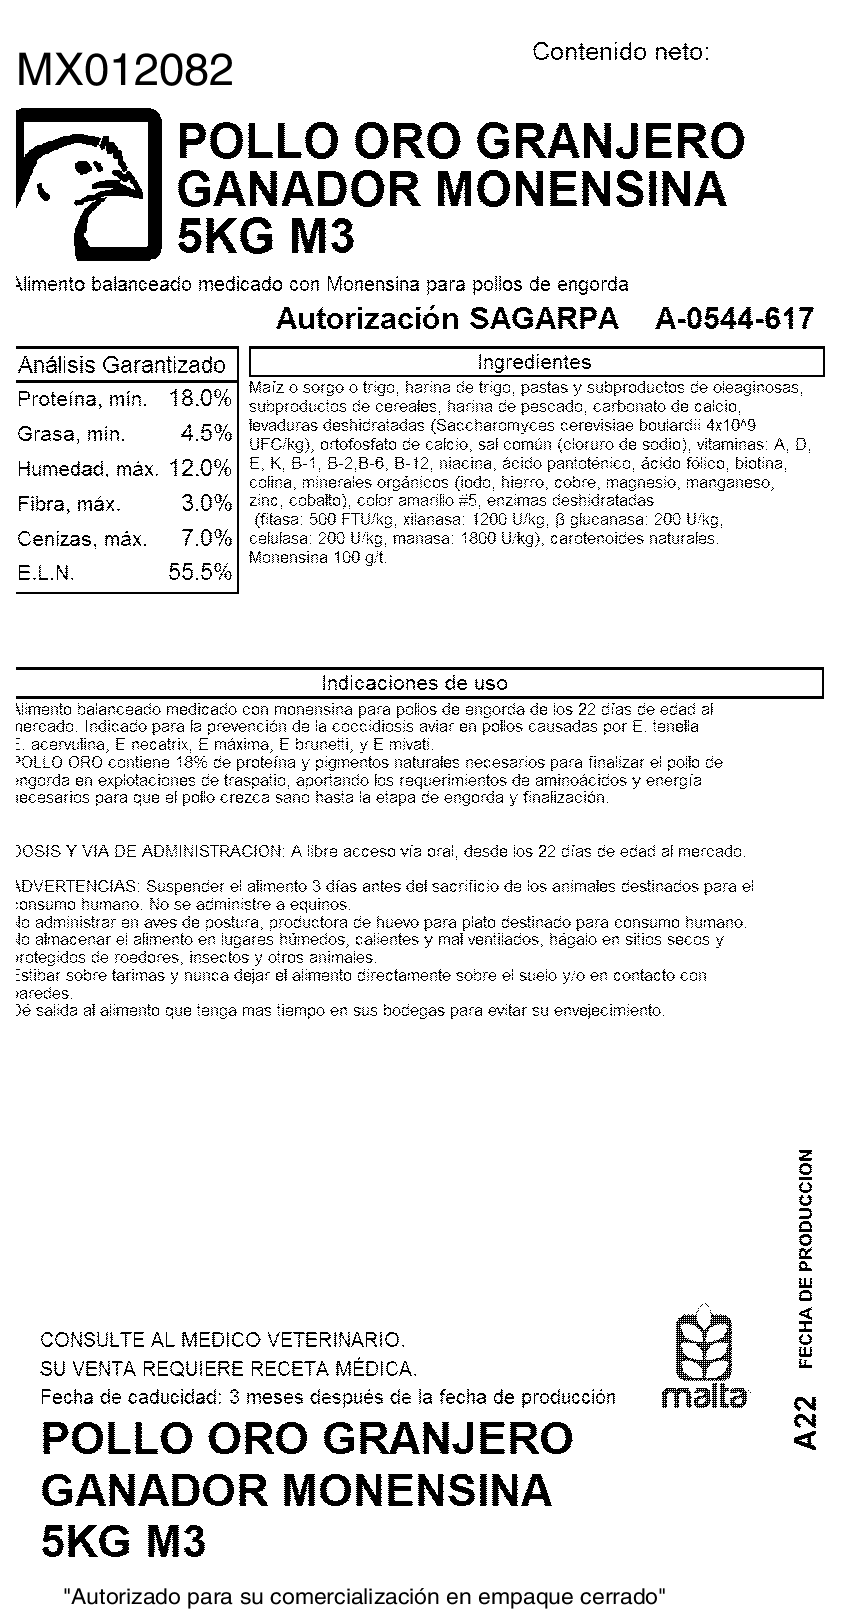 Contenido neto:
MX012082
POLLO ORO GRANJERO
GANADOR MONENSINA
5KG M3
Alimento balanceado medicado con Monensina para pollos de engorda
Autorización SAGARPA A-0544-617
Análisis Garantizado
Proteína, mín. 18.0%
Grasa, mín. 4.5%
Humedad, máx. 12.0%
Fibra, máx. 3.0%
Cenizas, máx. 7.0%
E.L.N. 55.5%
Ingredientes
Maíz o sorgo o trigo, harina de trigo, pastas y subproductos de oleaginosas,
subproductos de cereales, harina de pescado, carbonato de calcio,
levaduras deshidratadas (Saccharomyces cerevisiae boulardii 4x10^9
UFC/kg), ortofosfato de calcio, sal común (cloruro de sodio), vitaminas: A, D,
E, K, B-1, B-2,B-6, B-12, niacina, ácido pantoténico, ácido fólico, biotina,
colina, minerales orgánicos (iodo, hierro, cobre, magnesio, manganeso,
zinc, cobalto), color amarillo #5, enzimas deshidratadas
(fitasa: 500 FTU/kg, xilanasa: 1200 U/kg, β glucanasa: 200 U/kg,
celulasa: 200 U/kg, manasa: 1800 U/kg), carotenoides naturales.
Monensina 100 g/t.
Indicaciones de uso
Alimento balanceado medicado con monensina para pollos de engorda de los 22 días de edad al
mercado. Indicado para la prevención de la coccidiosis aviar en pollos causadas por E. tenella
E. acervulina, E necatrix, E máxima, E brunetti, y E mivati.
POLLO ORO contiene 18% de proteína y pigmentos naturales necesarios para finalizar el pollo de
engorda en explotaciones de traspatio, aportando los requerimientos de aminoácidos y energía
necesarios para que el pollo crezca sano hasta la etapa de engorda y finalización.
DOSIS Y VIA DE ADMINISTRACION: A libre acceso vía oral, desde los 22 días de edad al mercado.
ADVERTENCIAS: Suspender el alimento 3 días antes del sacrificio de los animales destinados para el
consumo humano. No se administre a equinos.
No administrar en aves de postura, productora de huevo para plato destinado para consumo humano.
No almacenar el alimento en lugares húmedos, calientes y mal ventilados, hágalo en sitios secos y
protegidos de roedores, insectos y otros animales.
Estibar sobre tarimas y nunca dejar el alimento directamente sobre el suelo y/o en contacto con
paredes.
Dé salida al alimento que tenga mas tiempo en sus bodegas para evitar su envejecimiento.
A22 FECHA DE PRODUCCION
CONSULTE AL MEDICO VETERINARIO.
SU VENTA REQUIERE RECETA MÉDICA.
Fecha de caducidad: 3 meses después de la fecha de producción
malta
POLLO ORO GRANJERO
GANADOR MONENSINA
5KG M3
"Autorizado para su comercialización en empaque cerrado"